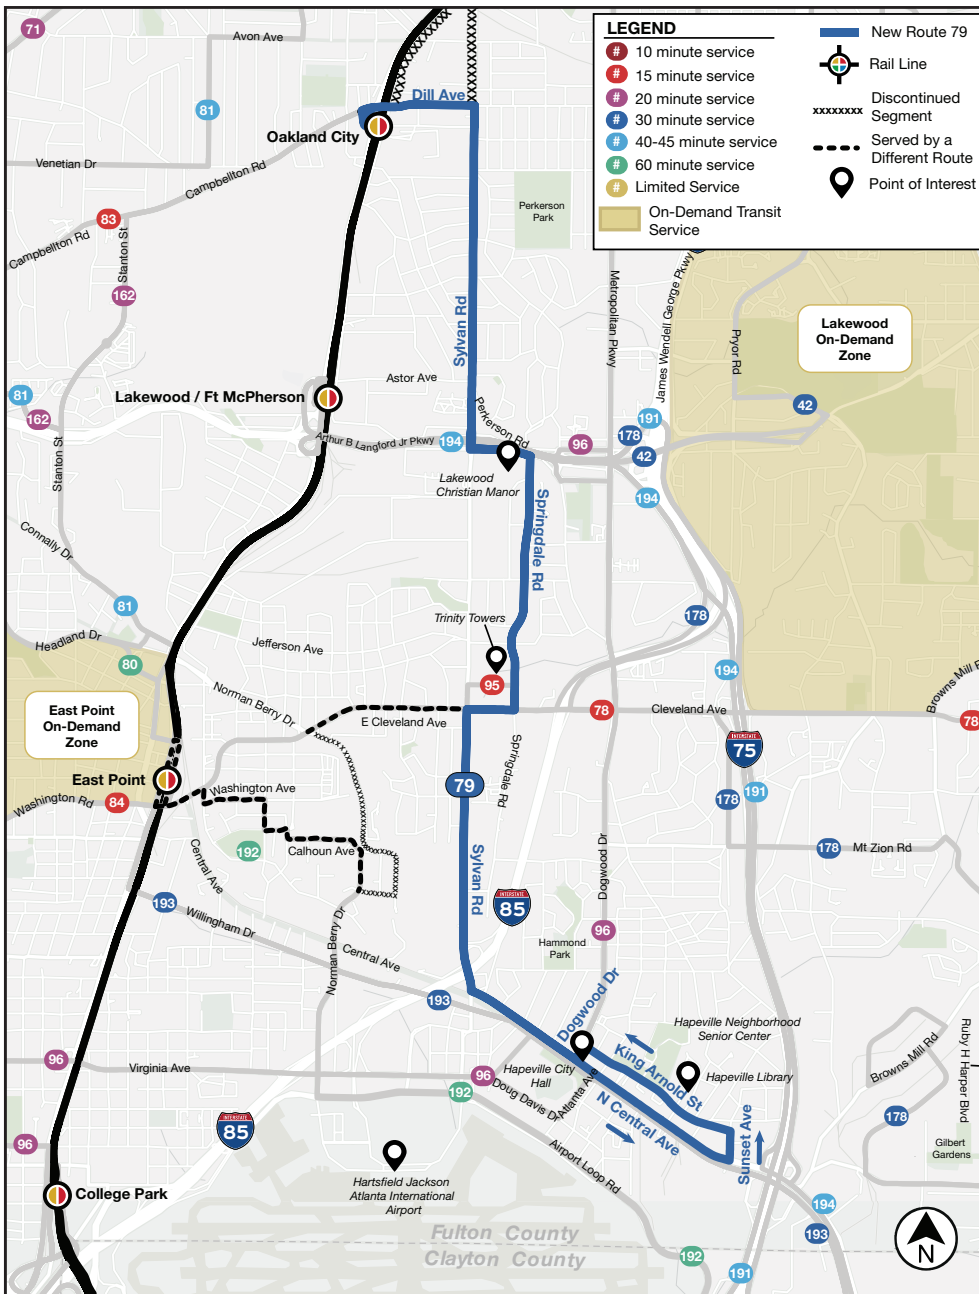 LEGEND
# 10 minute service
# 15 minute service
# 20 minute service
# 30 minute service
# 40-45 minute service
# 60 minute service
# Limited Service
On-Demand Transit
Service
New Route 79
Rail Line
Discontinued
Segment
Served by a
Different Route
Point of Interest
71
Avon Ave
81
Dill Ave
Oakland City
Venetian Dr
Campbellton Rd
83
Campbellton Rd
Stanton St
162
Perkerson
Park
Sylvan Rd
Metropolitan Pkwy
James Wendell George Pkwy
Pryor Rd
Lakewood
On-Demand
Zone
Astor Ave
Lakewood / Ft McPherson
81
162
Stanton St
Perkerson Rd
Arthur B Langford Jr Pkwy
194
96
178
191
42
42
194
Lakewood
Christian Manor
Springdale Rd
Connally Dr
81
Headland Dr
80
Jefferson Ave
Trinity Towers
95
178
194
Norman Berry Dr
E Cleveland Ave
78
Cleveland Ave
Browns Mill R
78
East Point
On-Demand
Zone
East Point
Washington Rd
84
Washington Ave
192
Calhoun Ave
Central Ave
79
Springdale Rd
INTERSTATE
75
178
191
178
Mt Zion Rd
Sylvan Rd
INTERSTATE
85
Dogwood Dr
96
Hammond
Park
193
Willingham Dr
Norman Berry Dr
Central Ave
193
Dogwood Dr
Hapeville Neighborhood
Senior Center
King Arnold St
Hapeville Library
Hapeville City
Hall
Atlanta Ave
N Central Ave
Sunset Ave
96
Virginia Ave
96
192
Doug Davis Dr
Airport Loop Rd
Browns Mill Rd
178
Ruby H Harper Blvd
Gilbert
Gardens
96
INTERSTATE
85
College Park
Hartsfield Jackson
Atlanta International
Airport
194
193
Fulton County
Clayton County
192
191
N